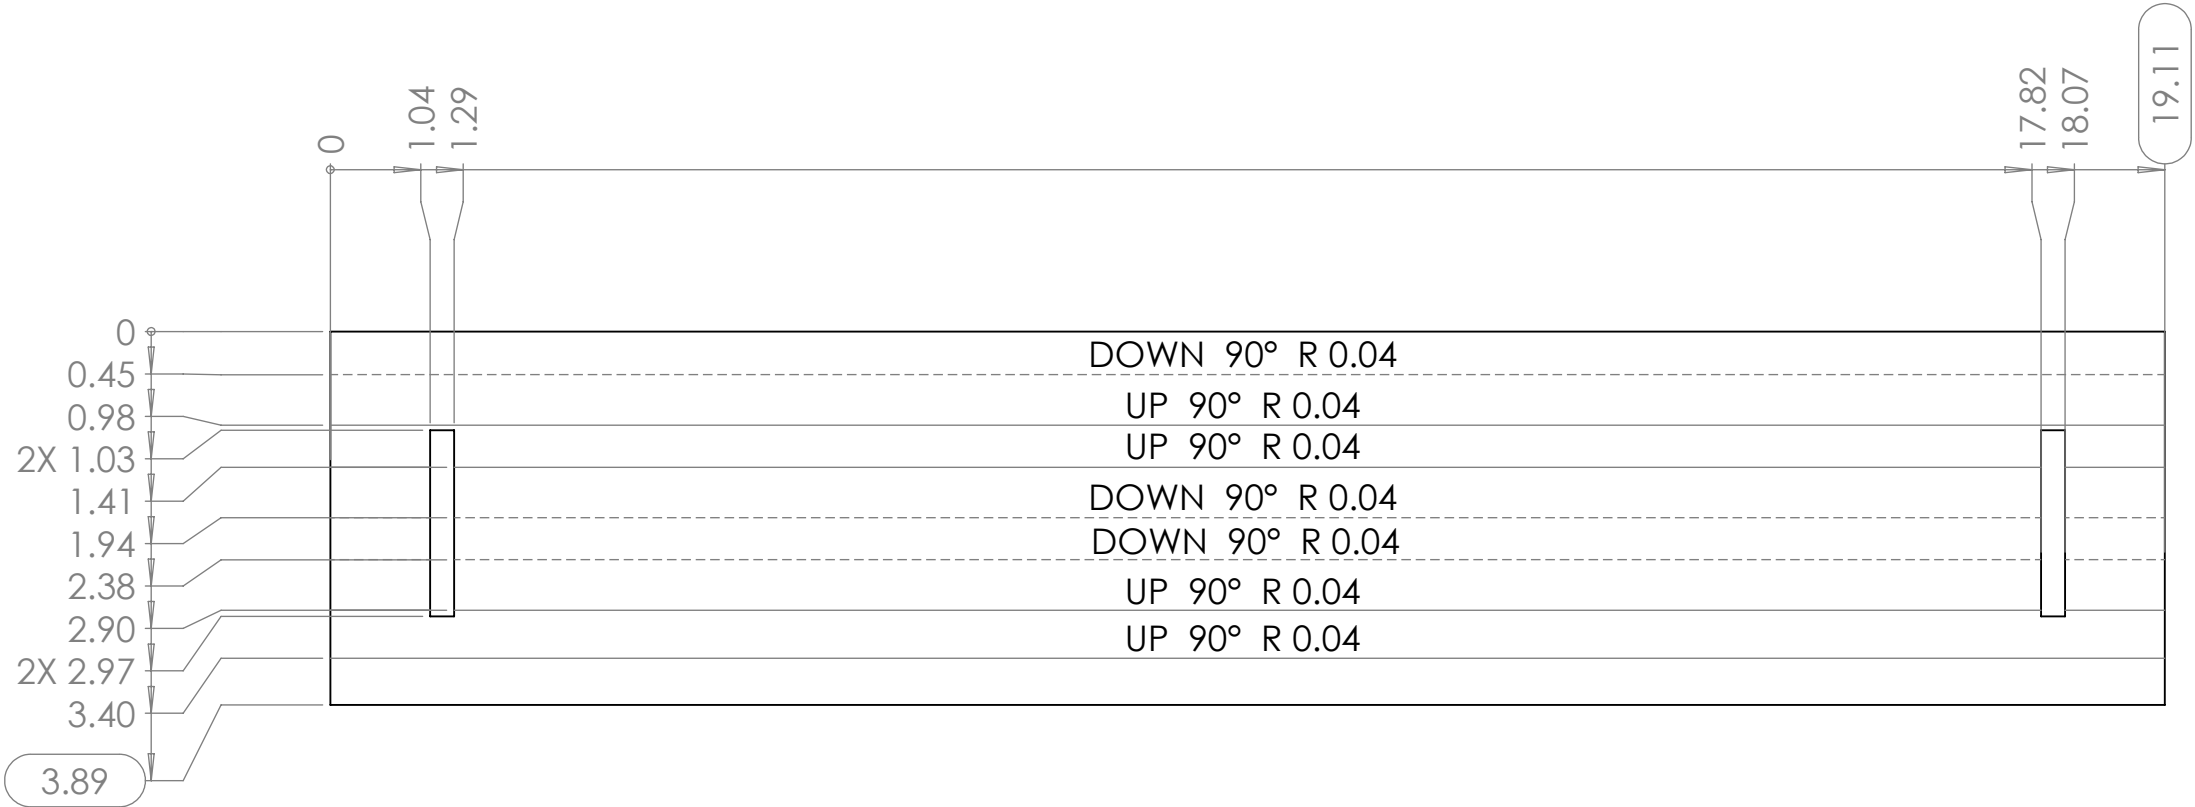 0
1.04
1.29
17.82
18.07
19.11
0
0.45
0.98
2X 1.03
1.41
1.94
2.38
2.90
2X 2.97
3.40
3.89
DOWN 90° R 0.04
UP 90° R 0.04
UP 90° R 0.04
DOWN 90° R 0.04
DOWN 90° R 0.04
UP 90° R 0.04
UP 90° R 0.04